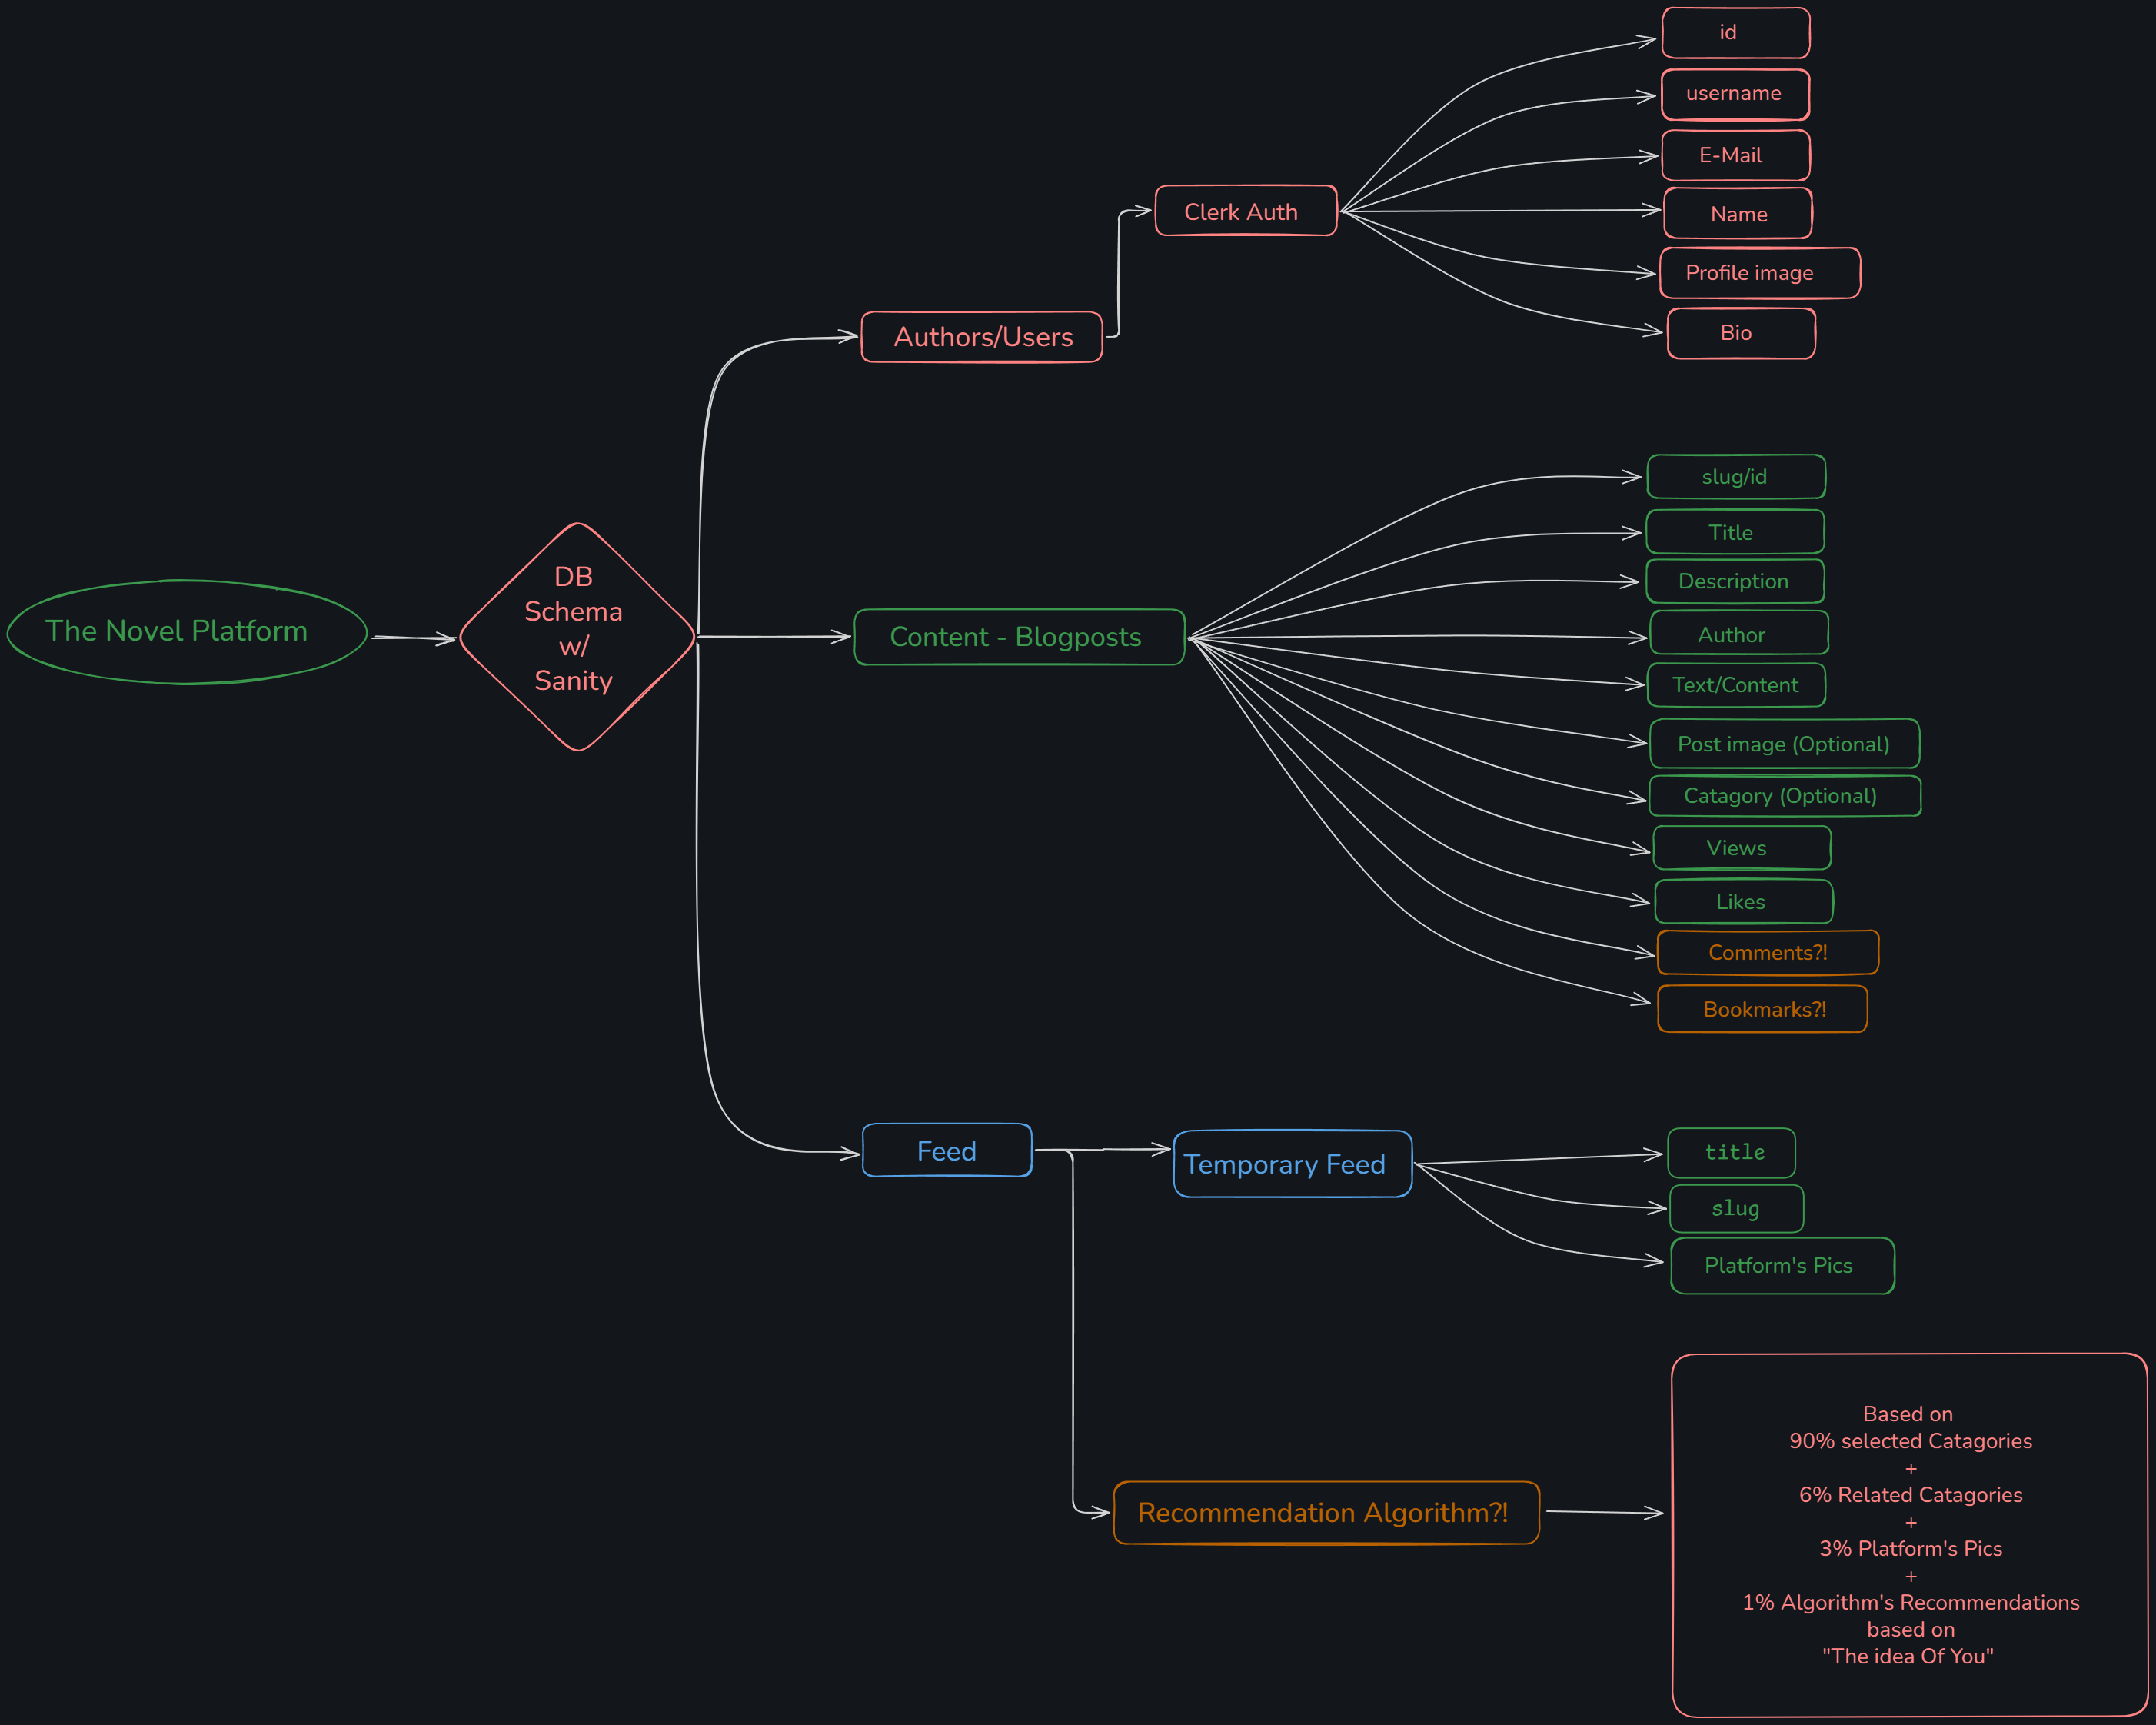 The Novel Platform
DB
Schema
w/
Sanity
Authors/Users
Clerk Auth
id
username
E-Mail
Name
Profile image
Bio
Content - Blogposts
slug/id
Title
Description
Author
Text/Content
Post image (Optional)
Catagory (Optional)
Views
Likes
Comments?!
Bookmarks?!
Feed
Temporary Feed
title
slug
Platform's Pics
Recommendation Algorithm?!
Based on
90% selected Catagories
+
6% Related Catagories
+
3% Platform's Pics
+
1% Algorithm's Recommendations
based on
"The idea Of You"